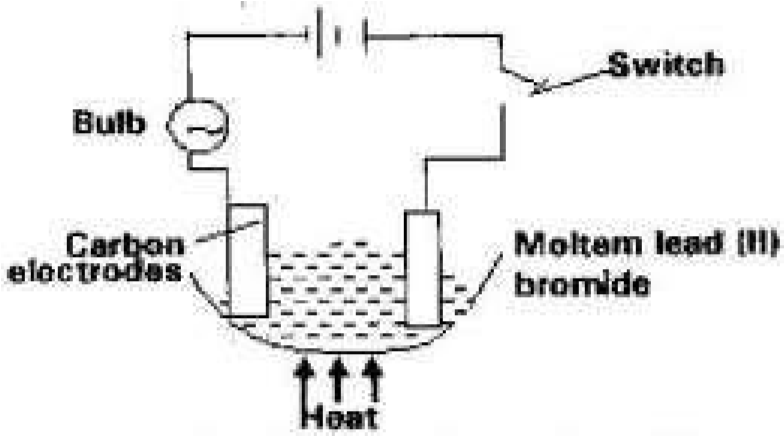 Switch
Bulb
Carbon
electrodes
Moltem lead (II)
bromide
Heat